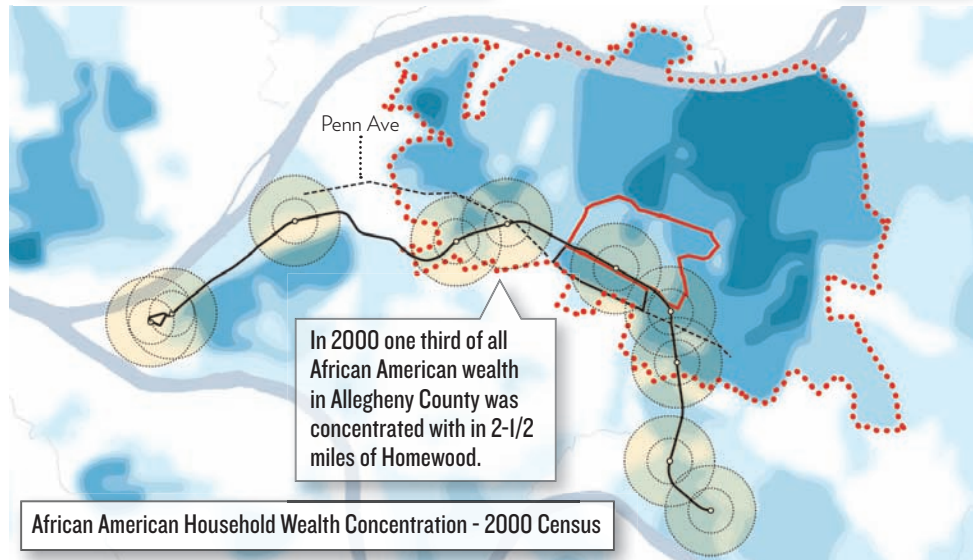 Penn Ave
In 2000 one third of all
African American wealth
in Allegheny County was
concentrated with in 2-1/2
miles of Homewood.
African American Household Wealth Concentration - 2000 Census